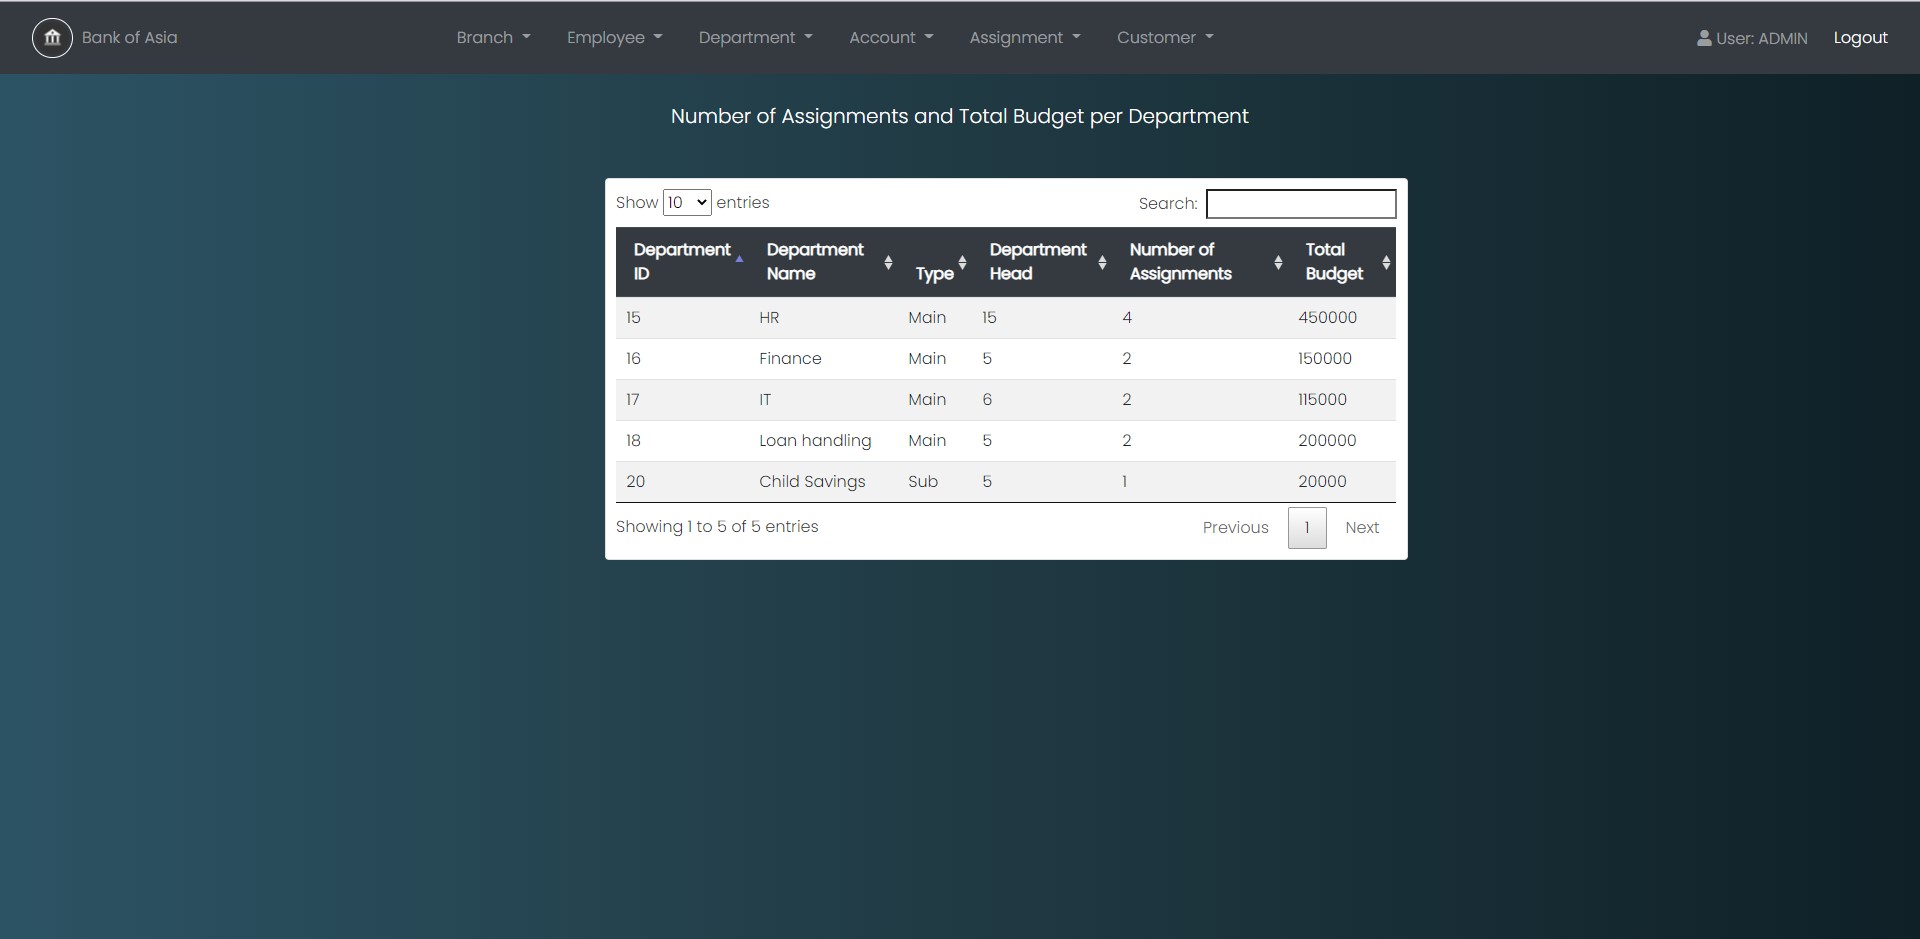 Bank of Asia Branch Employee Department Account Assignment Customer User: ADMIN Logout
Number of Assignments and Total Budget per Department
Show 10 entries Search:
Department ID Department Name Type Department Head Number of Assignments Total Budget
15 HR Main 15 4 450000
16 Finance Main 5 2 150000
17 IT Main 6 2 115000
18 Loan handling Main 5 2 200000
20 Child Savings Sub 5 1 20000
Showing 1 to 5 of 5 entries Previous 1 Next